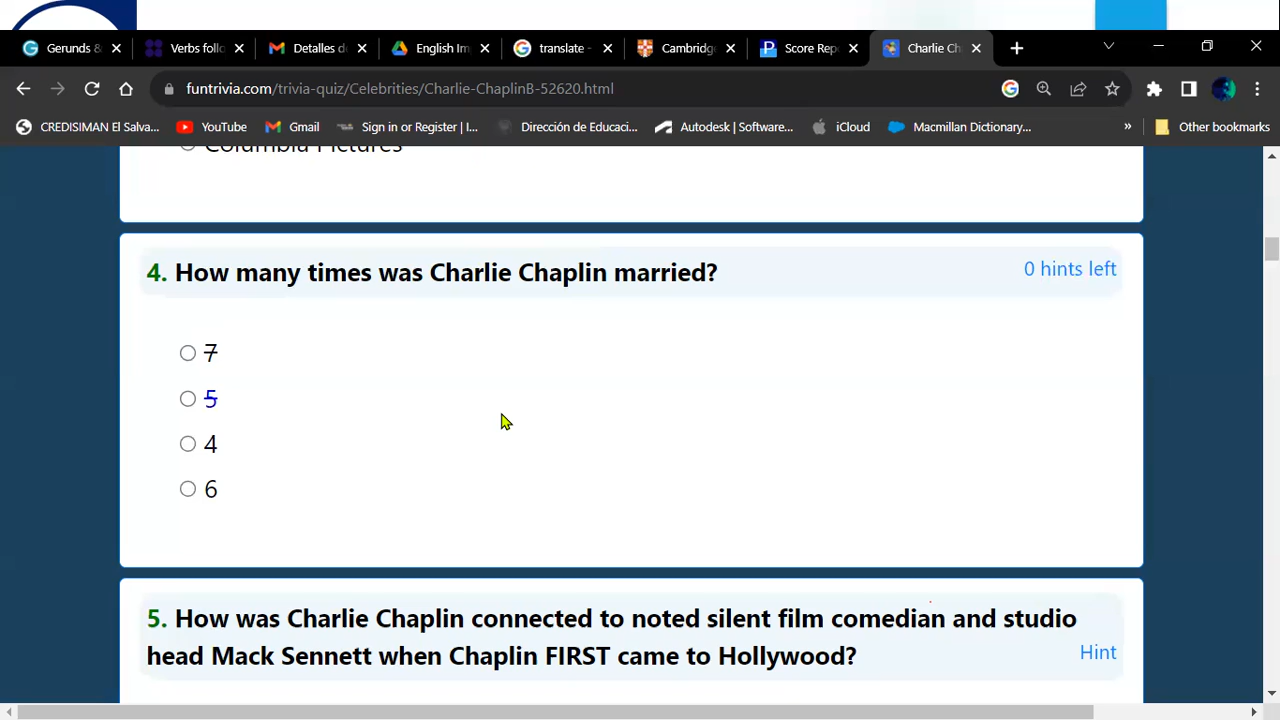 Gerunds &
Verbs follo
Detalles de
English Im
translate -
Cambridge
Score Rep
Charlie Ch
funtrivia.com/trivia-quiz/Celebrities/Charlie-ChaplinB-52620.html
CREDISIMAN El Salva...
YouTube
Gmail
Sign in or Register | I...
Dirección de Educaci...
Autodesk | Software...
iCloud
Macmillan Dictionary...
»
Other bookmarks
Columbia Pictures
4. How many times was Charlie Chaplin married?
0 hints left
7
5
4
6
5. How was Charlie Chaplin connected to noted silent film comedian and studio
head Mack Sennett when Chaplin FIRST came to Hollywood?
Hint